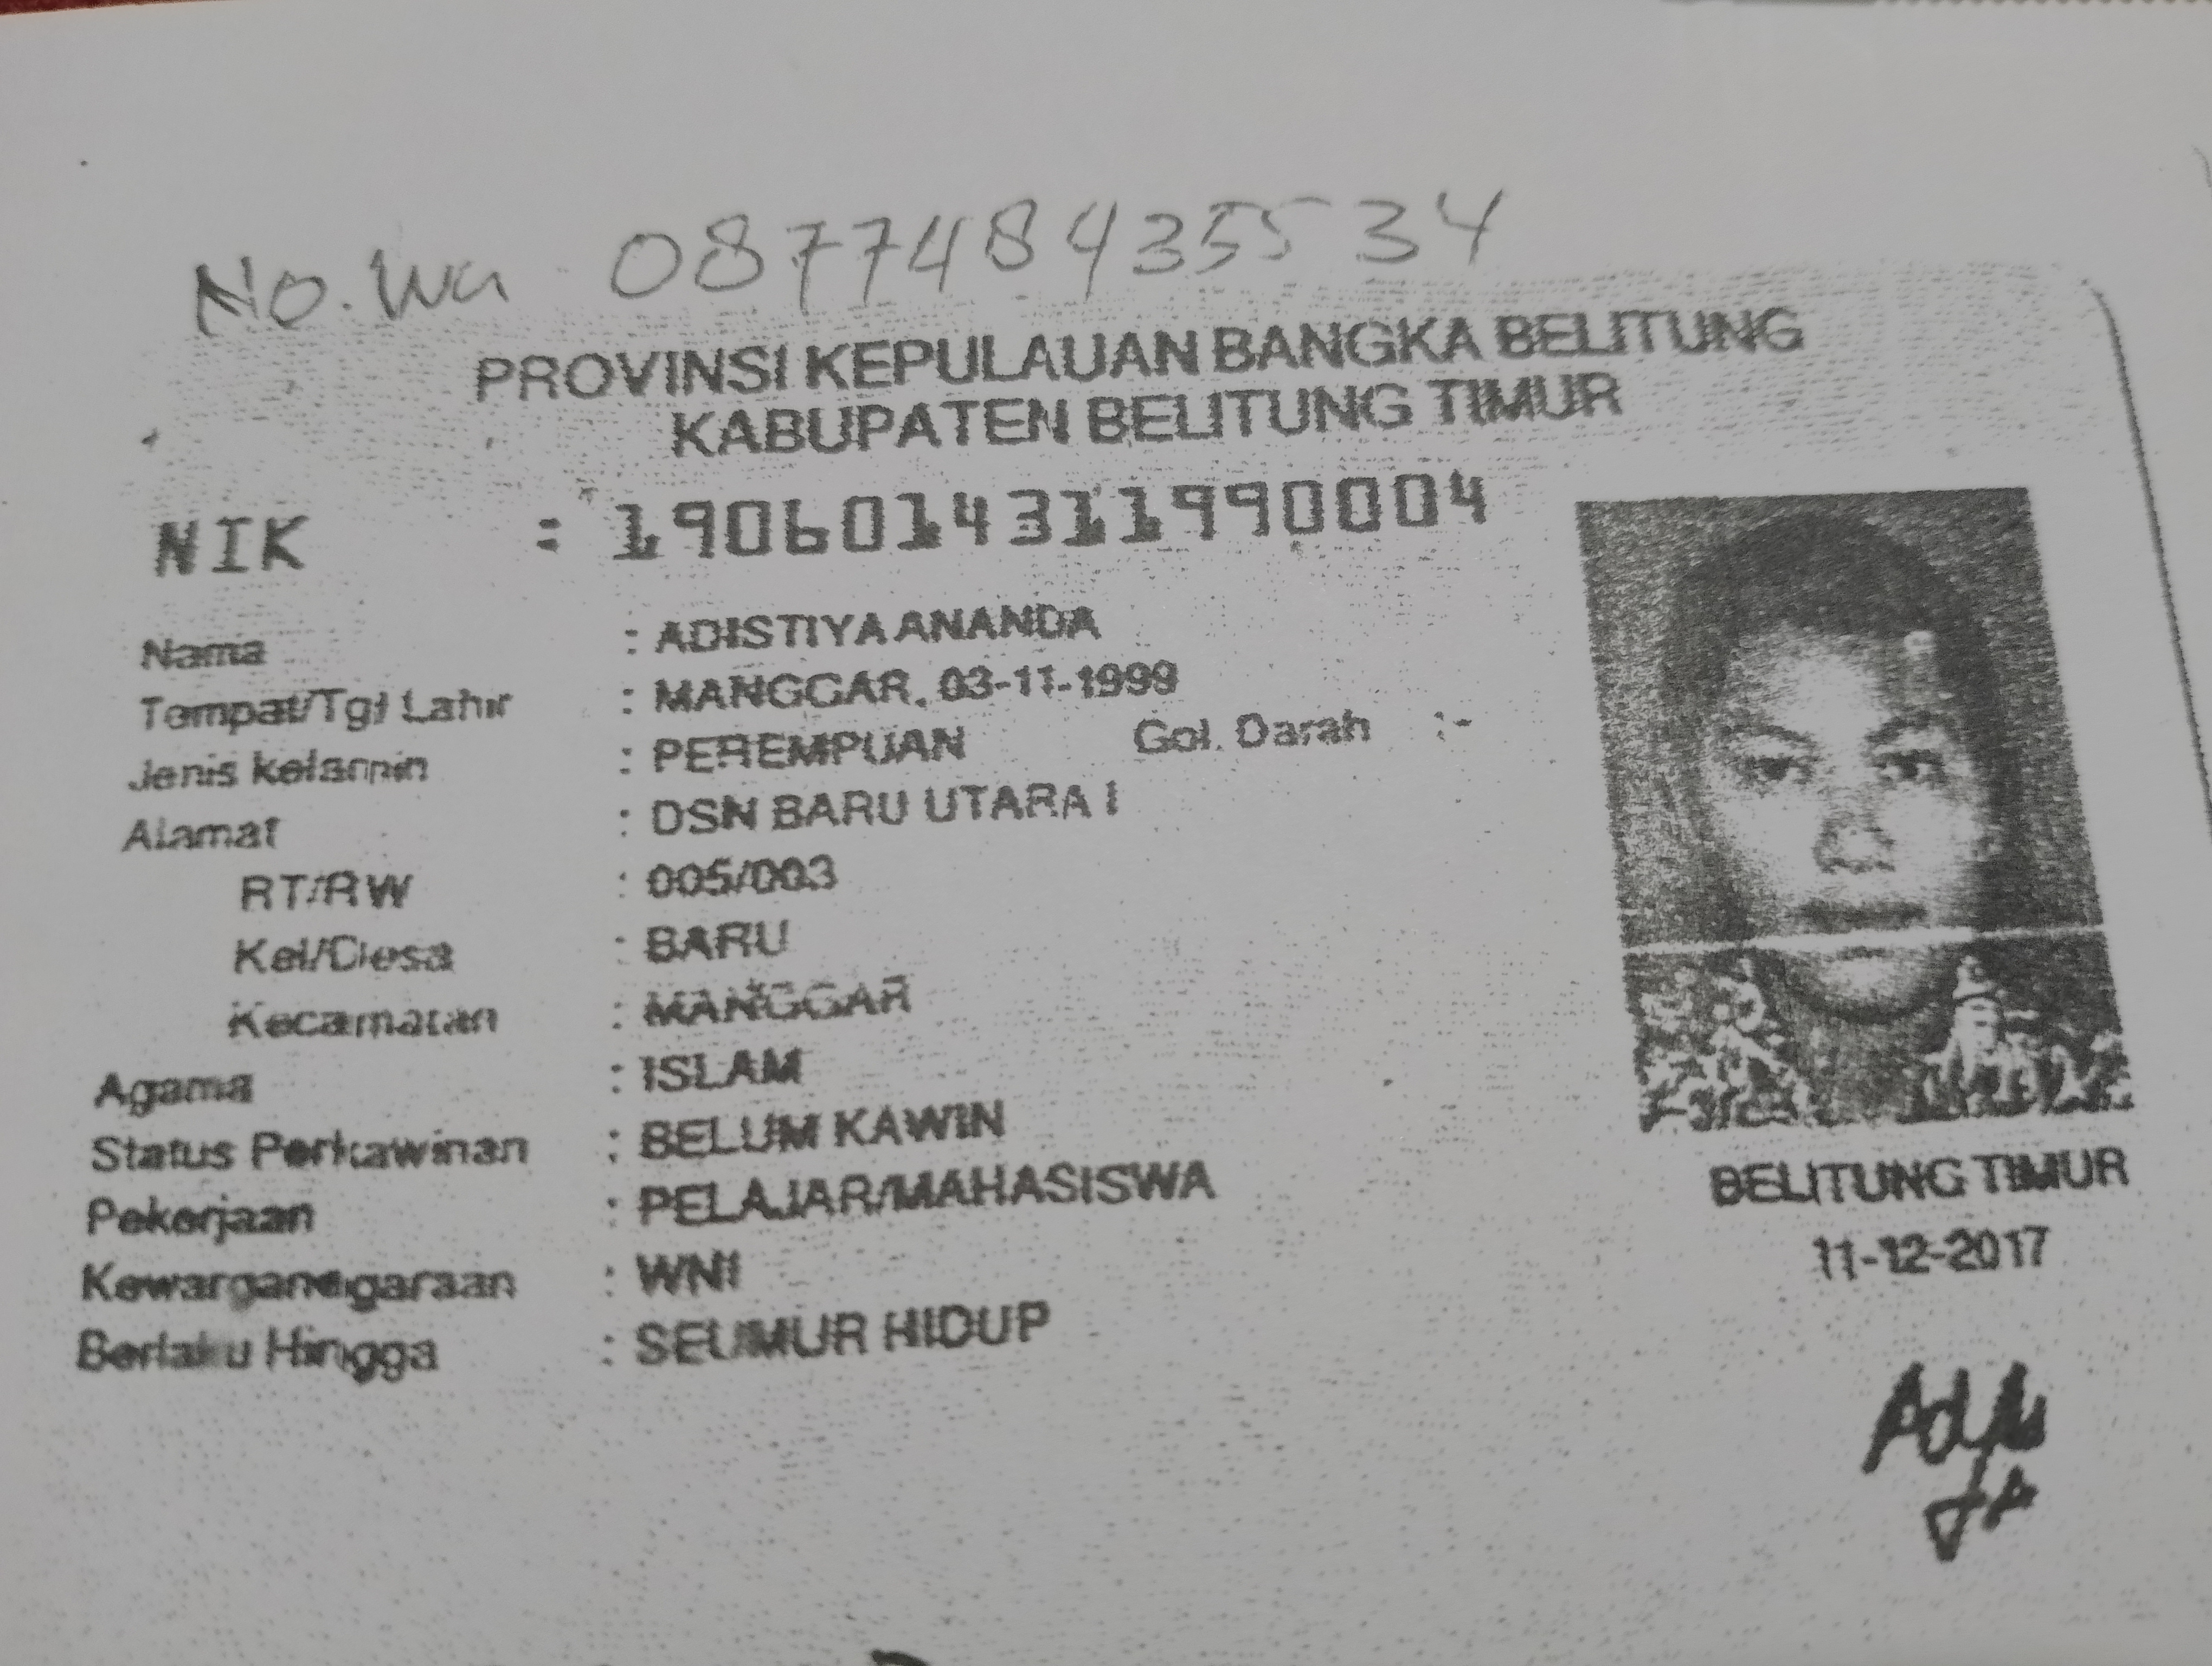 No. Wa 087748435534
PROVINSI KEPULAUAN BANGKA BELITUNG
KABUPATEN BELITUNG TIMUR
NIK : 1906014311990004
Nama : ADISTIYA ANANDA
Tempat/Tgl Lahir : MANGGAR, 03-11-1999
Jenis kelamin : PEREMPUAN Gol. Darah : -
Alamat : DSN BARU UTARA I
RT/RW : 005/003
Kel/Desa : BARU
Kecamatan : MANGGAR
Agama : ISLAM
Status Perkawinan : BELUM KAWIN
Pekerjaan : PELAJAR/MAHASISWA
Kewarganegaraan : WNI
Berlaku Hingga : SEUMUR HIDUP
BELITUNG TIMUR
11-12-2017